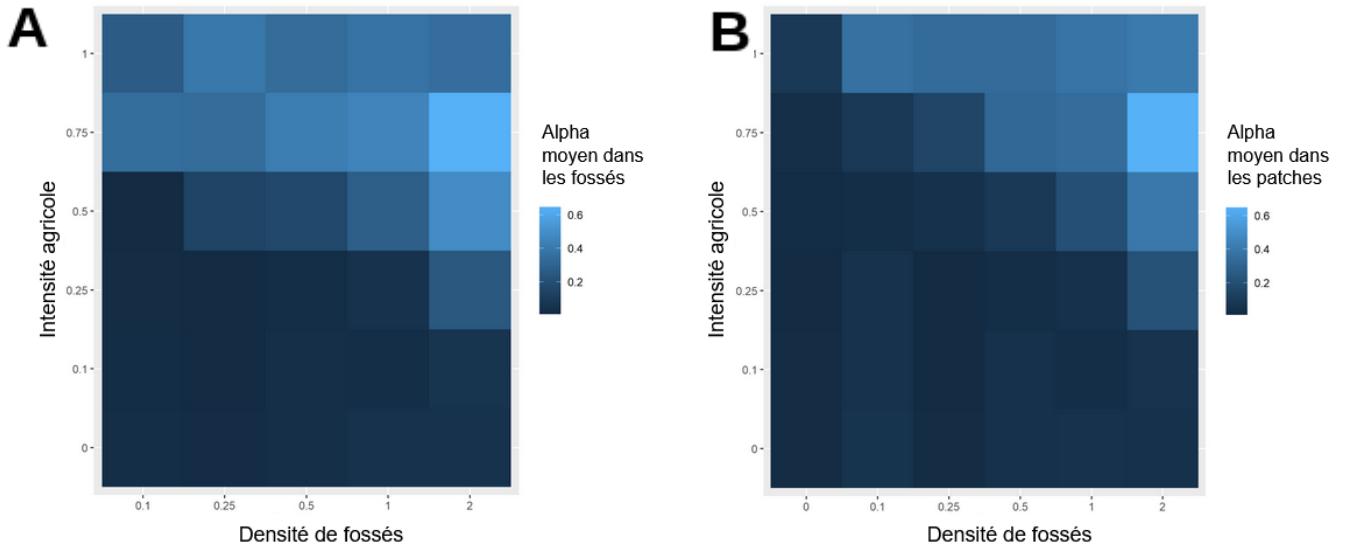 A
1
0.75
0.5
0.25
0.1
0
Intensité agricole
0.1 0.25 0.5 1 2
Densité de fossés
Alpha
moyen dans
les fossés
0.6
0.4
0.2
B
1
0.75
0.5
0.25
0.1
0
Intensité agricole
0 0.1 0.25 0.5 1 2
Densité de fossés
Alpha
moyen dans
les patches
0.6
0.4
0.2